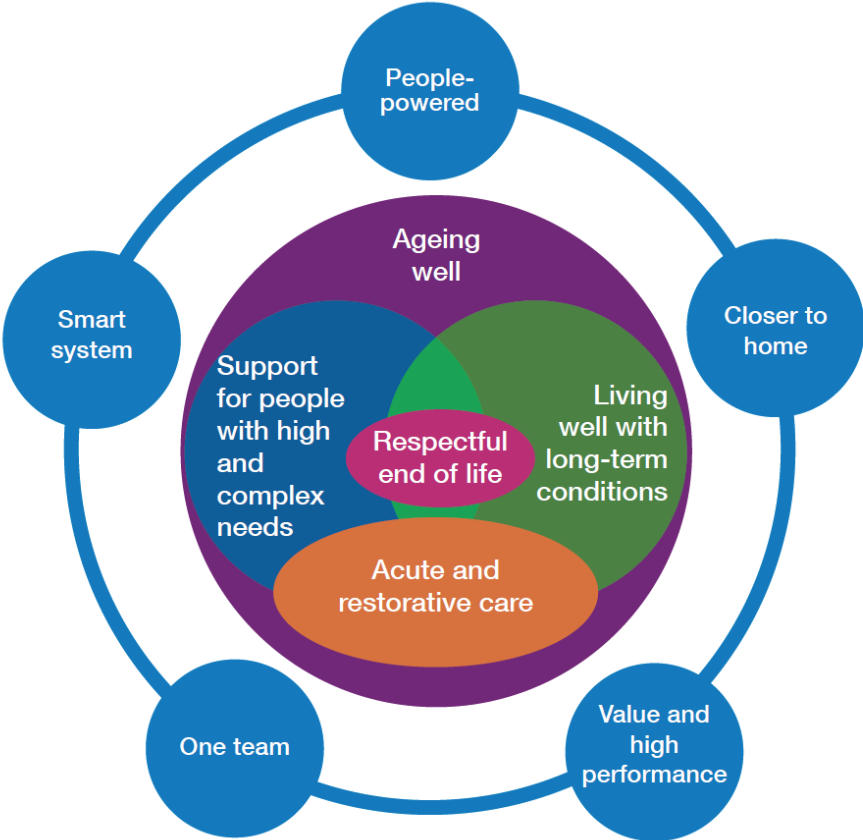 People-
powered
Ageing
well
Smart
system
Closer to
home
Support
for people
with high
and
complex
needs
Living
well with
long-term
conditions
Respectful
end of life
Acute and
restorative care
One team
Value and
high
performance